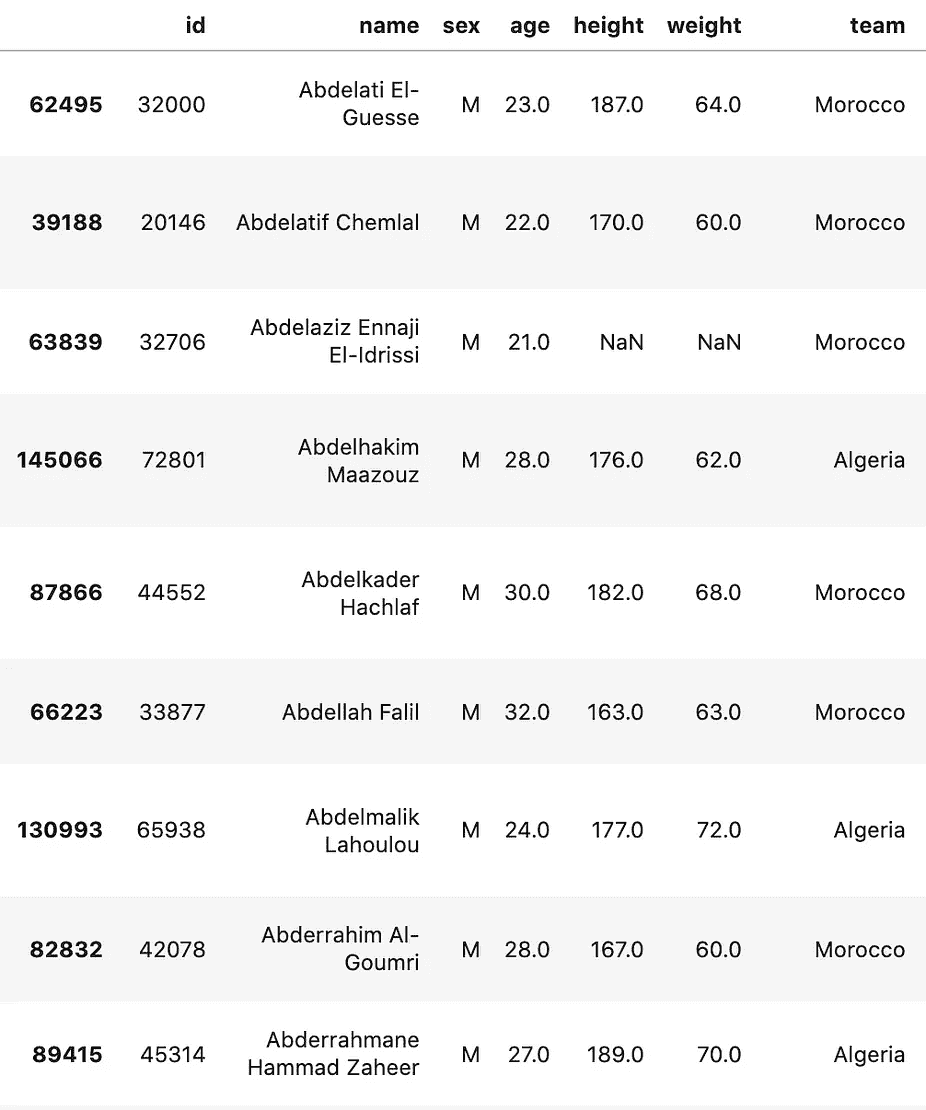 id name sex age height weight team
62495 32000 Abdelati El-Guesse M 23.0 187.0 64.0 Morocco
39188 20146 Abdelatif Chemlal M 22.0 170.0 60.0 Morocco
63839 32706 Abdelaziz Ennaji El-Idrissi M 21.0 NaN NaN Morocco
145066 72801 Abdelhakim Maazouz M 28.0 176.0 62.0 Algeria
87866 44552 Abdelkader Hachlaf M 30.0 182.0 68.0 Morocco
66223 33877 Abdellah Falil M 32.0 163.0 63.0 Morocco
130993 65938 Abdelmalik Lahoulou M 24.0 177.0 72.0 Algeria
82832 42078 Abderrahim Al-Goumri M 28.0 167.0 60.0 Morocco
89415 45314 Abderrahmane Hammad Zaheer M 27.0 189.0 70.0 Algeria